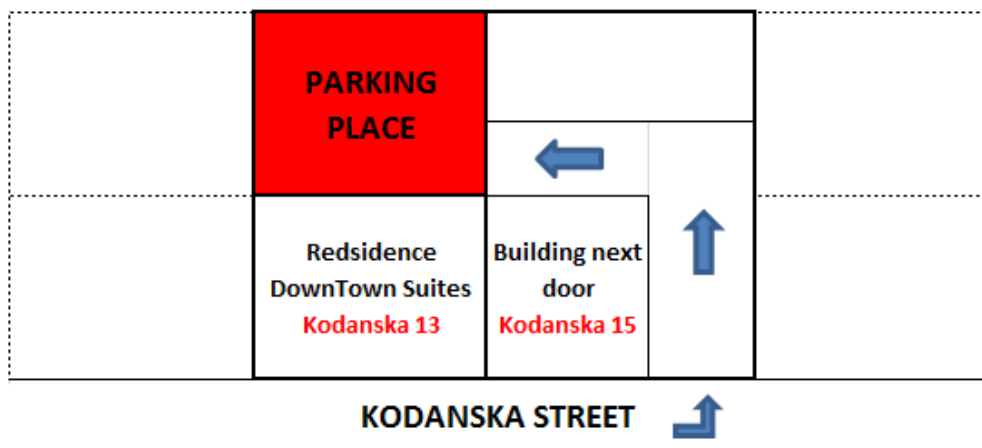 PARKING
PLACE
Redsidence
DownTown Suites
Kodanska 13
Building next
door
Kodanska 15
KODANSKA STREET